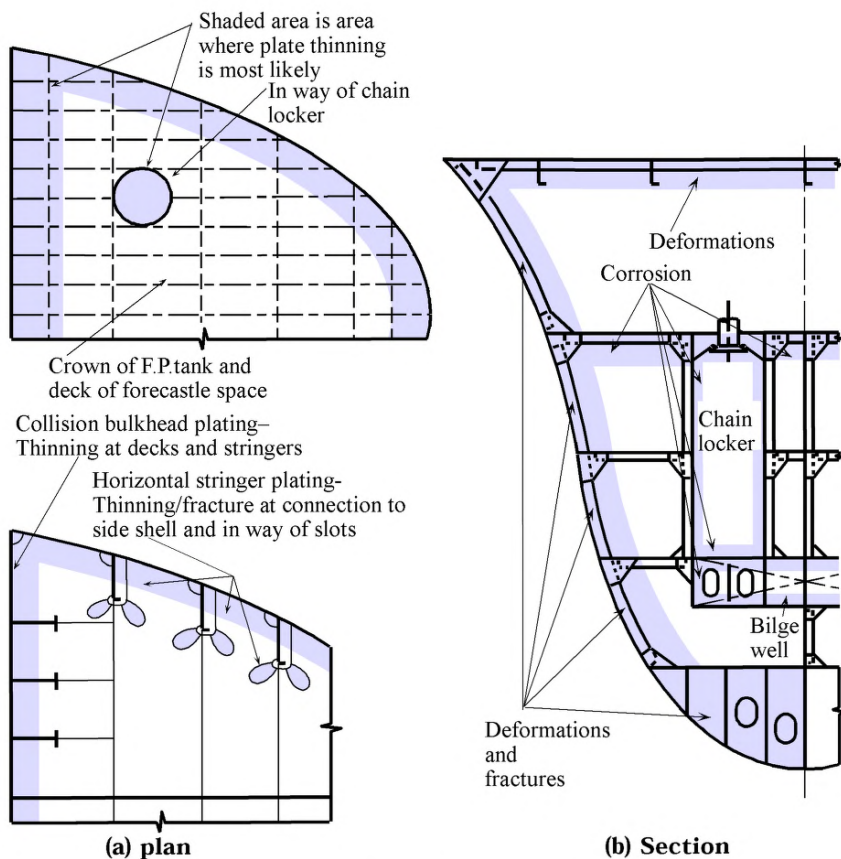 Shaded area is area
where plate thinning
is most likely
In way of chain
locker
Crown of F.P.tank and
deck of forecastle space
Collision bulkhead plating–
Thinning at decks and stringers
Horizontal stringer plating-
Thinning/fracture at connection to
side shell and in way of slots
(a) plan
Deformations
Corrosion
Chain
locker
Bilge
well
Deformations
and
fractures
(b) Section